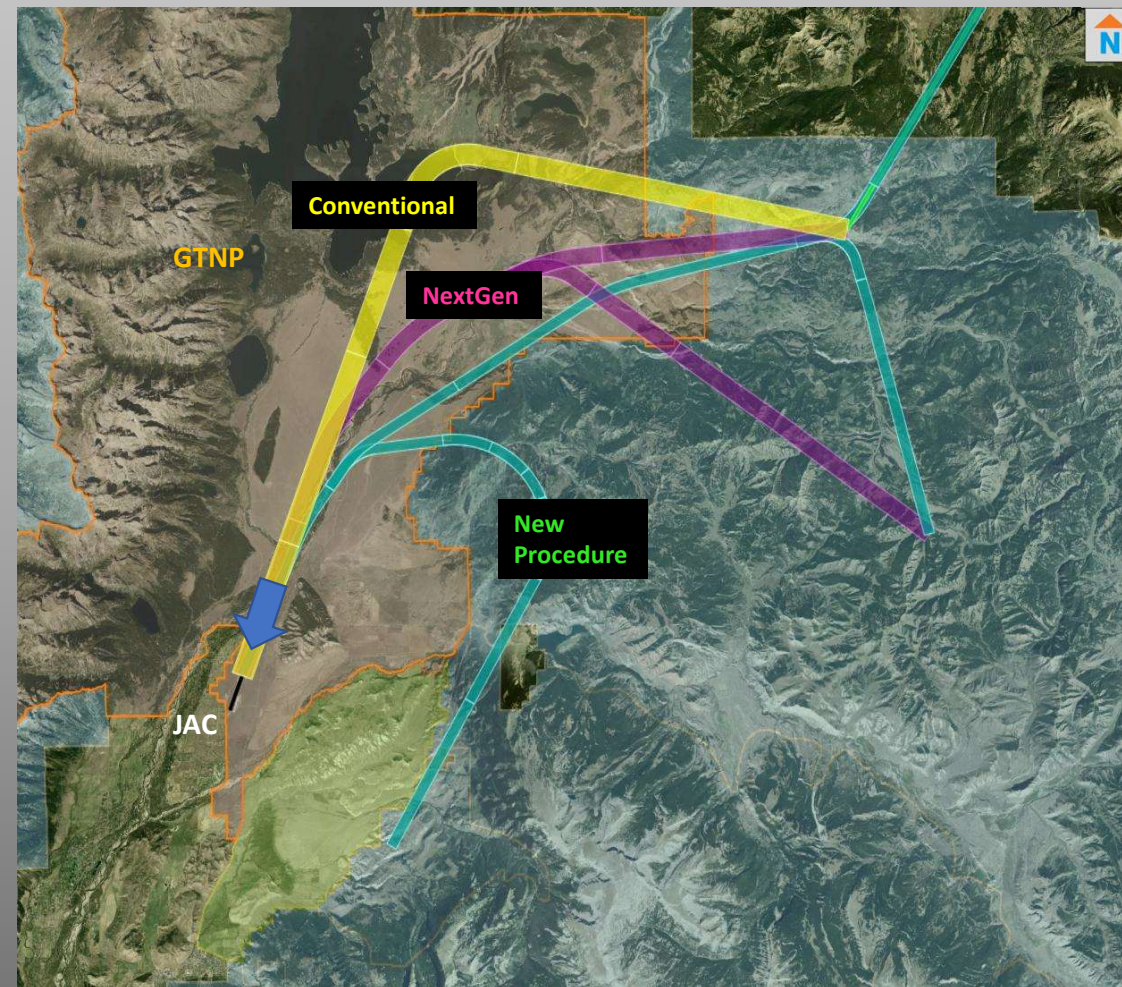 N
Conventional
GTNP
NextGen
New
Procedure
JAC